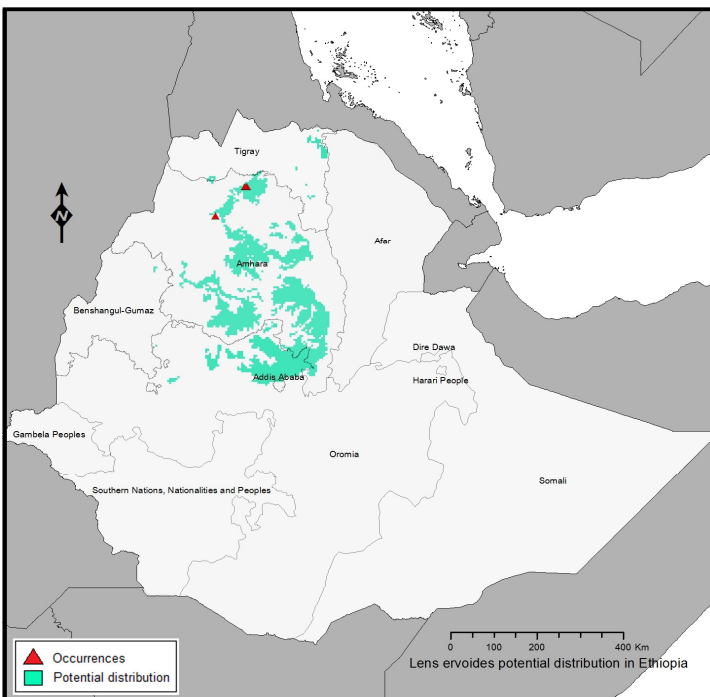 Tigray
N
Afar
Amhara
Benshangul-Gumaz
Dire Dawa
Addis Ababa
Harari People
Gambela Peoples
Oromia
Somali
Southern Nations, Nationalities and Peoples
0 100 200 400 Km
Lens ervoides potential distribution in Ethiopia
Occurrences
Potential distribution